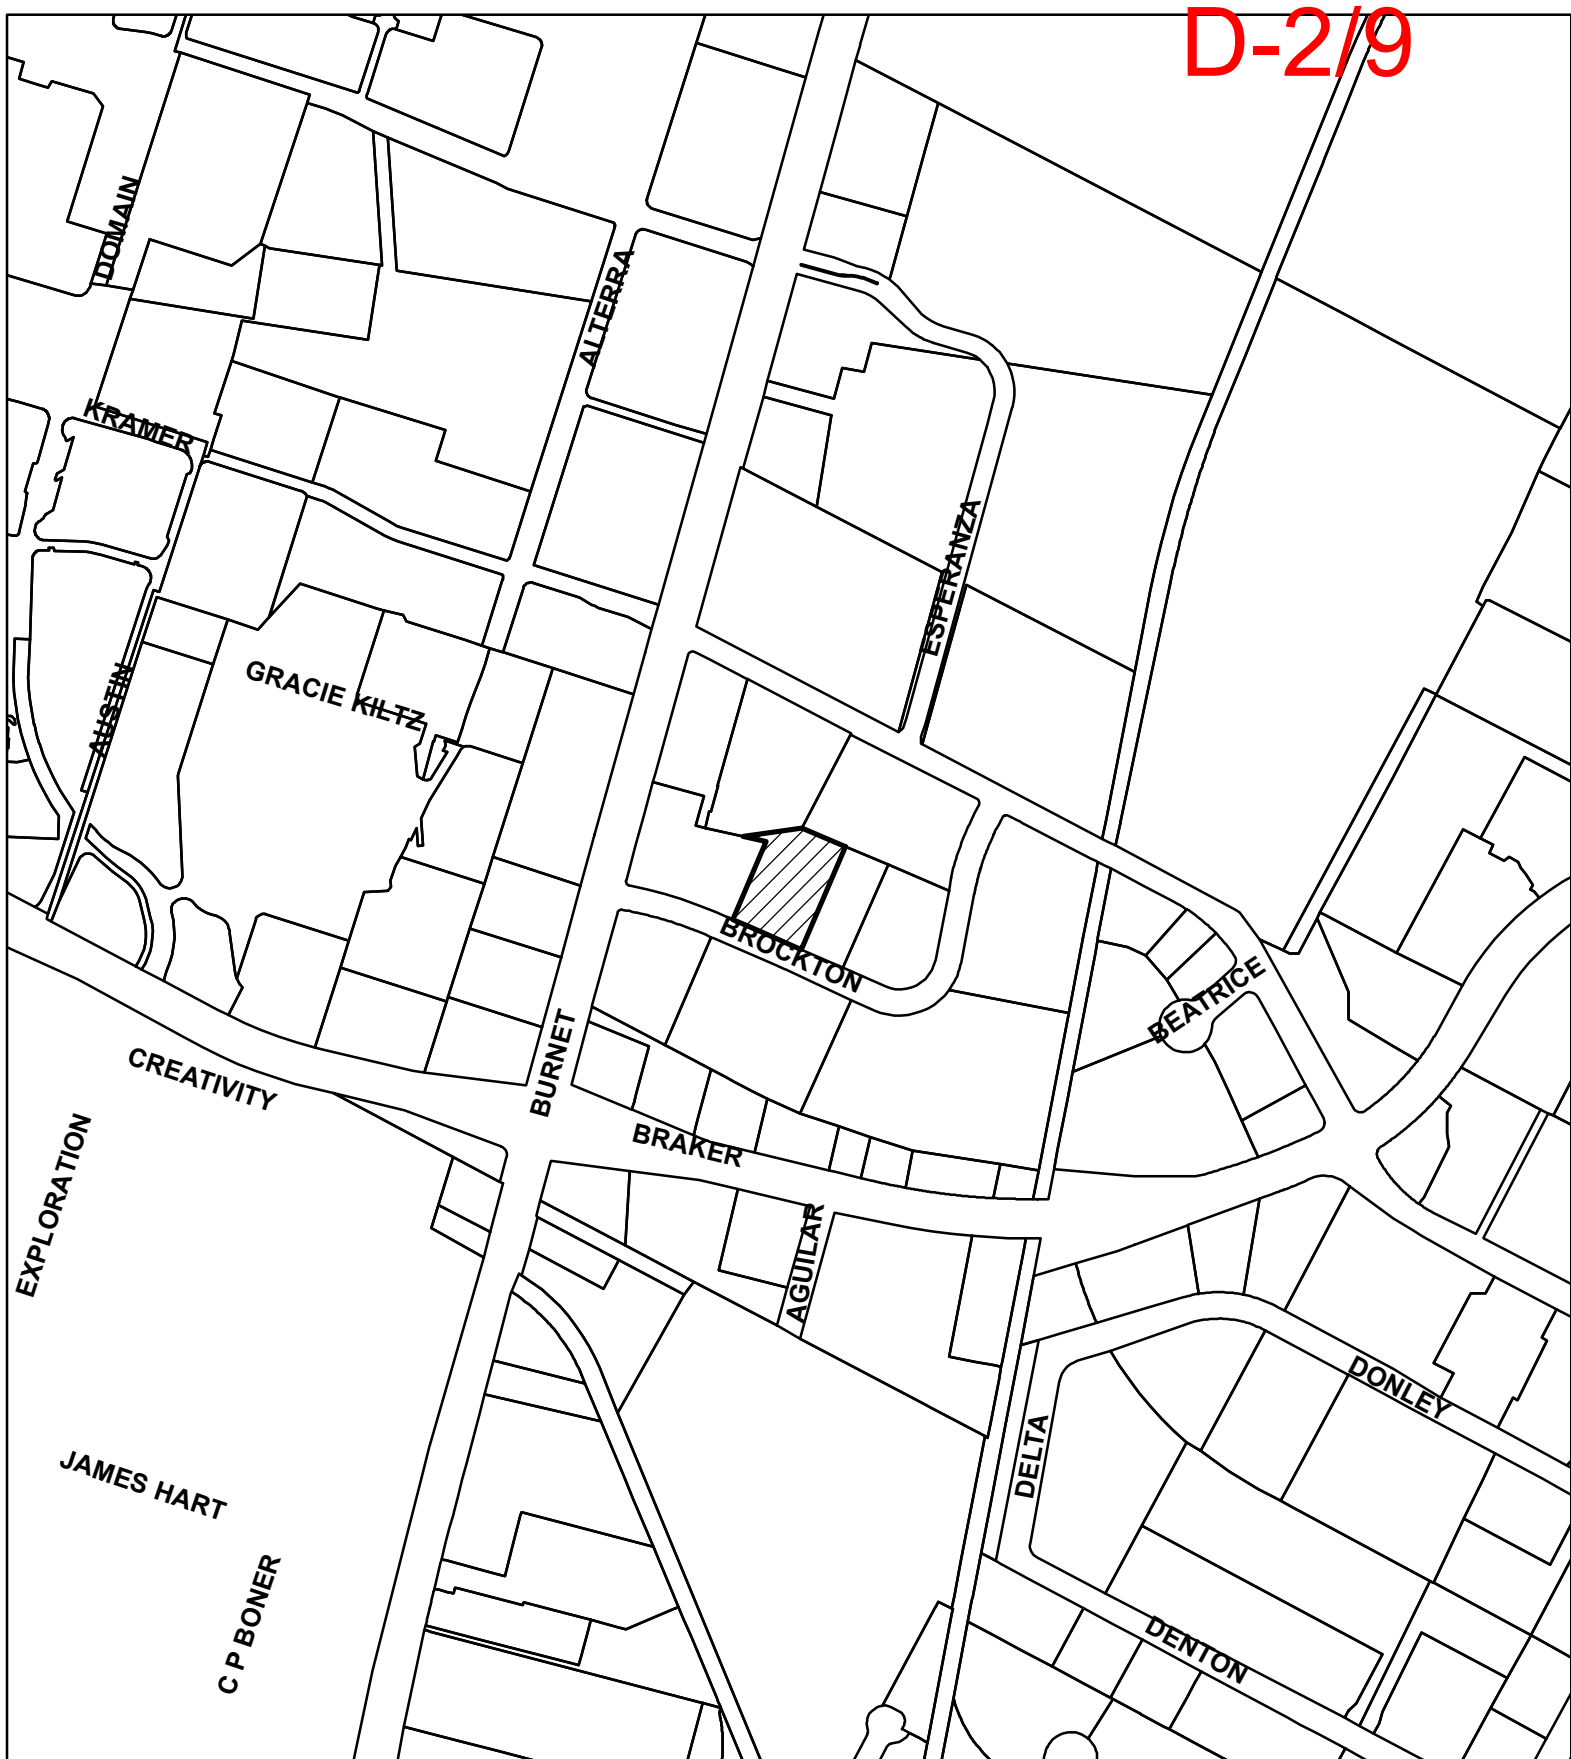 D-2/9
DOMAIN
ALTERRA
KRAMER
ESPERANZA
GRACIE KILTZ
AUSTIN
BROCKTON
BEATRICE
BURNET
CREATIVITY
BRAKER
EXPLORATION
AGUILAR
DONLEY
DELTA
JAMES HART
C P BONER
DENTON